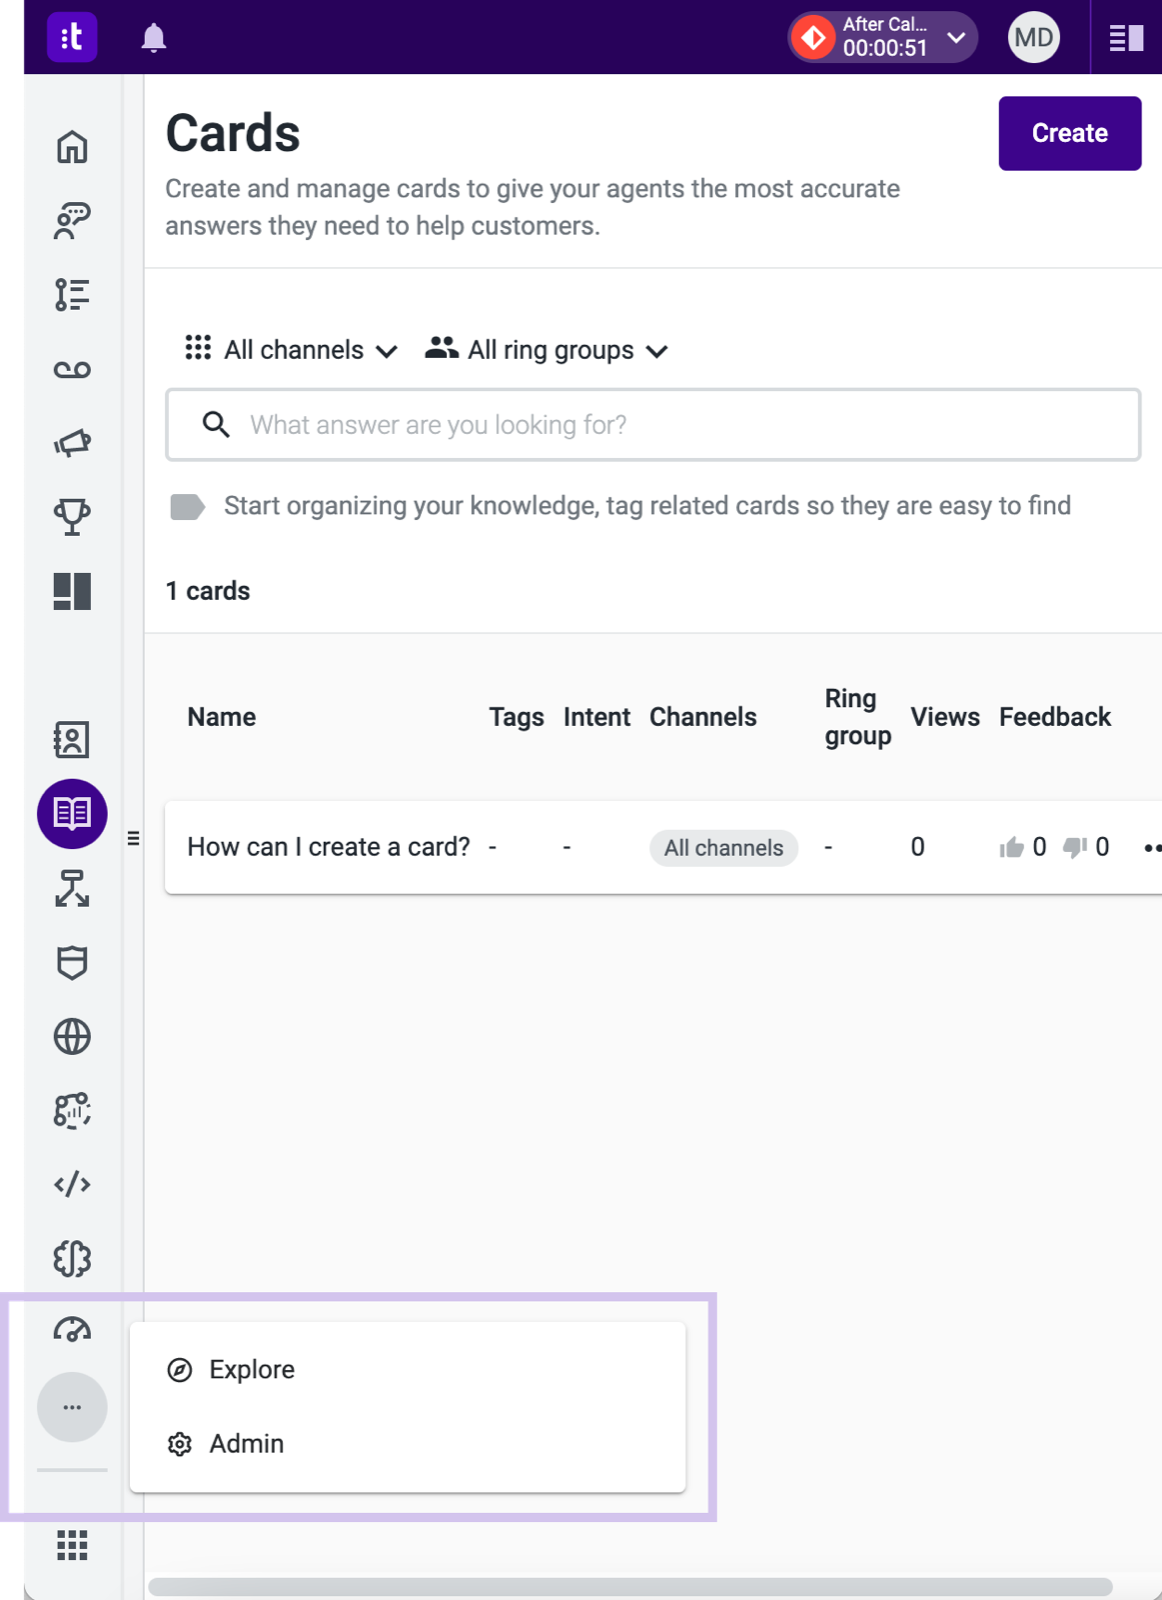 :t
After Cal...
00:00:51
MD
Cards
Create
Create and manage cards to give your agents the most accurate
answers they need to help customers.
All channels
All ring groups
What answer are you looking for?
Start organizing your knowledge, tag related cards so they are easy to find
1 cards
Name Tags Intent Channels Ring group Views Feedback
How can I create a card? - - All channels - 0 0 0
Explore
Admin